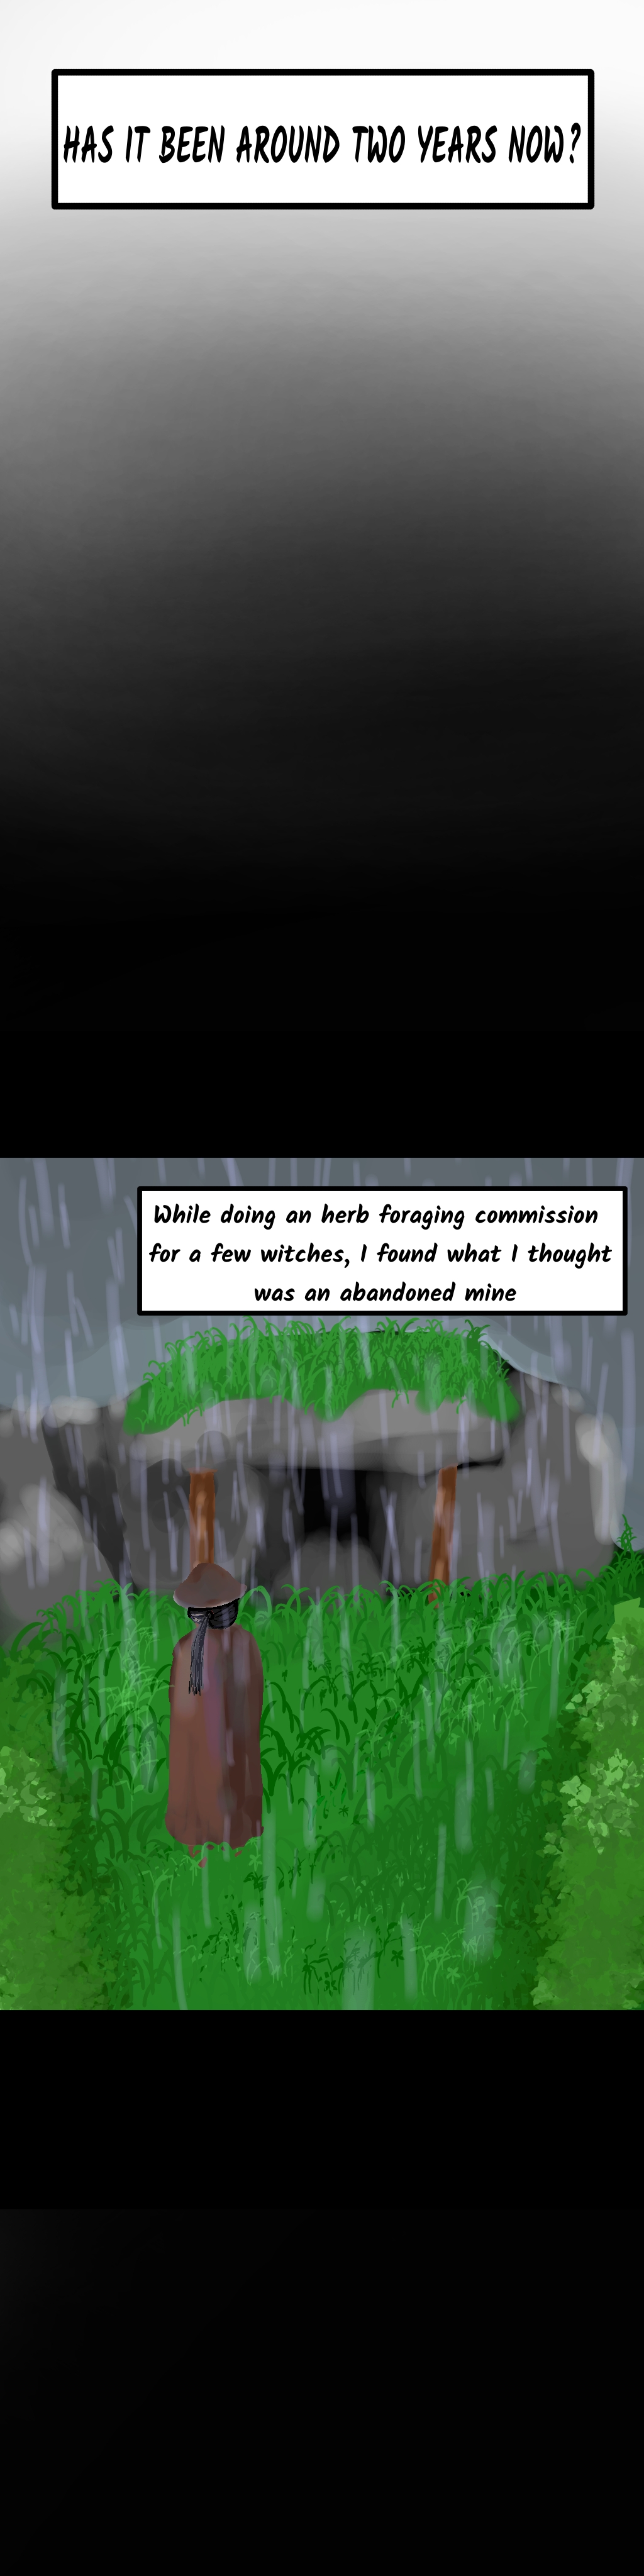 HAS IT BEEN AROUND TWO YEARS NOW?
While doing an herb foraging commission
for a few witches, I found what I thought
was an abandoned mine